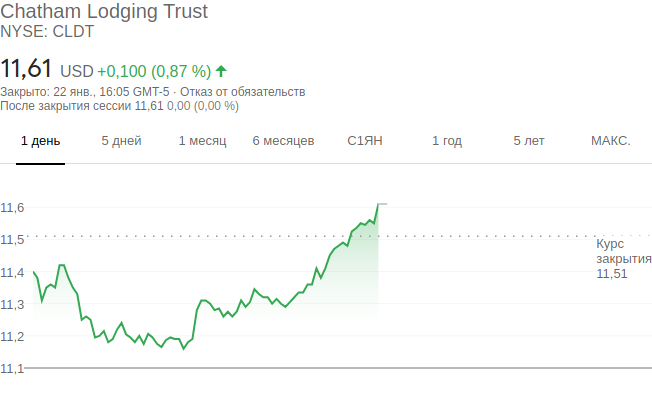 Chatham Lodging Trust
NYSE: CLDT
11,61 USD +0,100 (0,87 %)
Закрыто: 22 янв., 16:05 GMT-5 · Отказ от обязательств
После закрытия сессии 11,61 0,00 (0,00 %)
1 день 5 дней 1 месяц 6 месяцев С1ЯН 1 год 5 лет МАКС.
11,6
11,5
Курс
закрытия
11,51
11,4
11,3
11,2
11,1